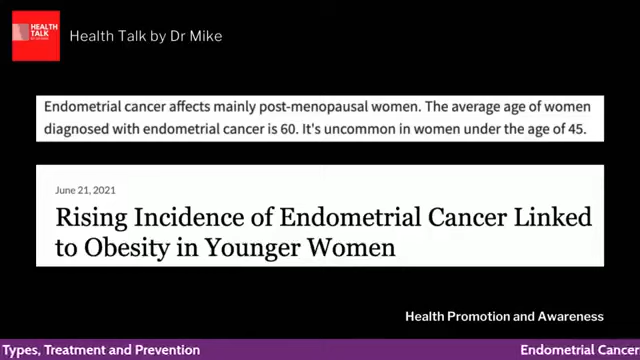 HEALTH
TALK
Health Talk by Dr Mike
Endometrial cancer affects mainly post-menopausal women. The average age of women
diagnosed with endometrial cancer is 60. It's uncommon in women under the age of 45.
June 21, 2021
Rising Incidence of Endometrial Cancer Linked
to Obesity in Younger Women
Health Promotion and Awareness
Types, Treatment and Prevention
Endometrial Cancer